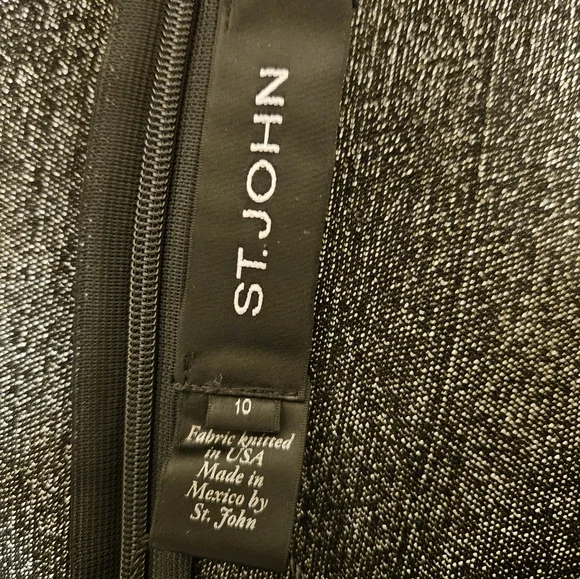 ST. JOHN
10
Fabric knitted
in USA
Made in
Mexico by
St. John